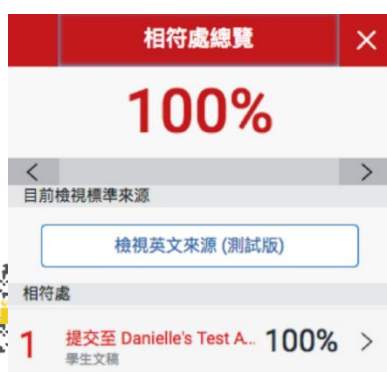 相符處總覽
100%
目前檢視標準來源
檢視英文來源 (測試版)
相符處
1 提交至 Danielle's Test A... 100%
學生文稿